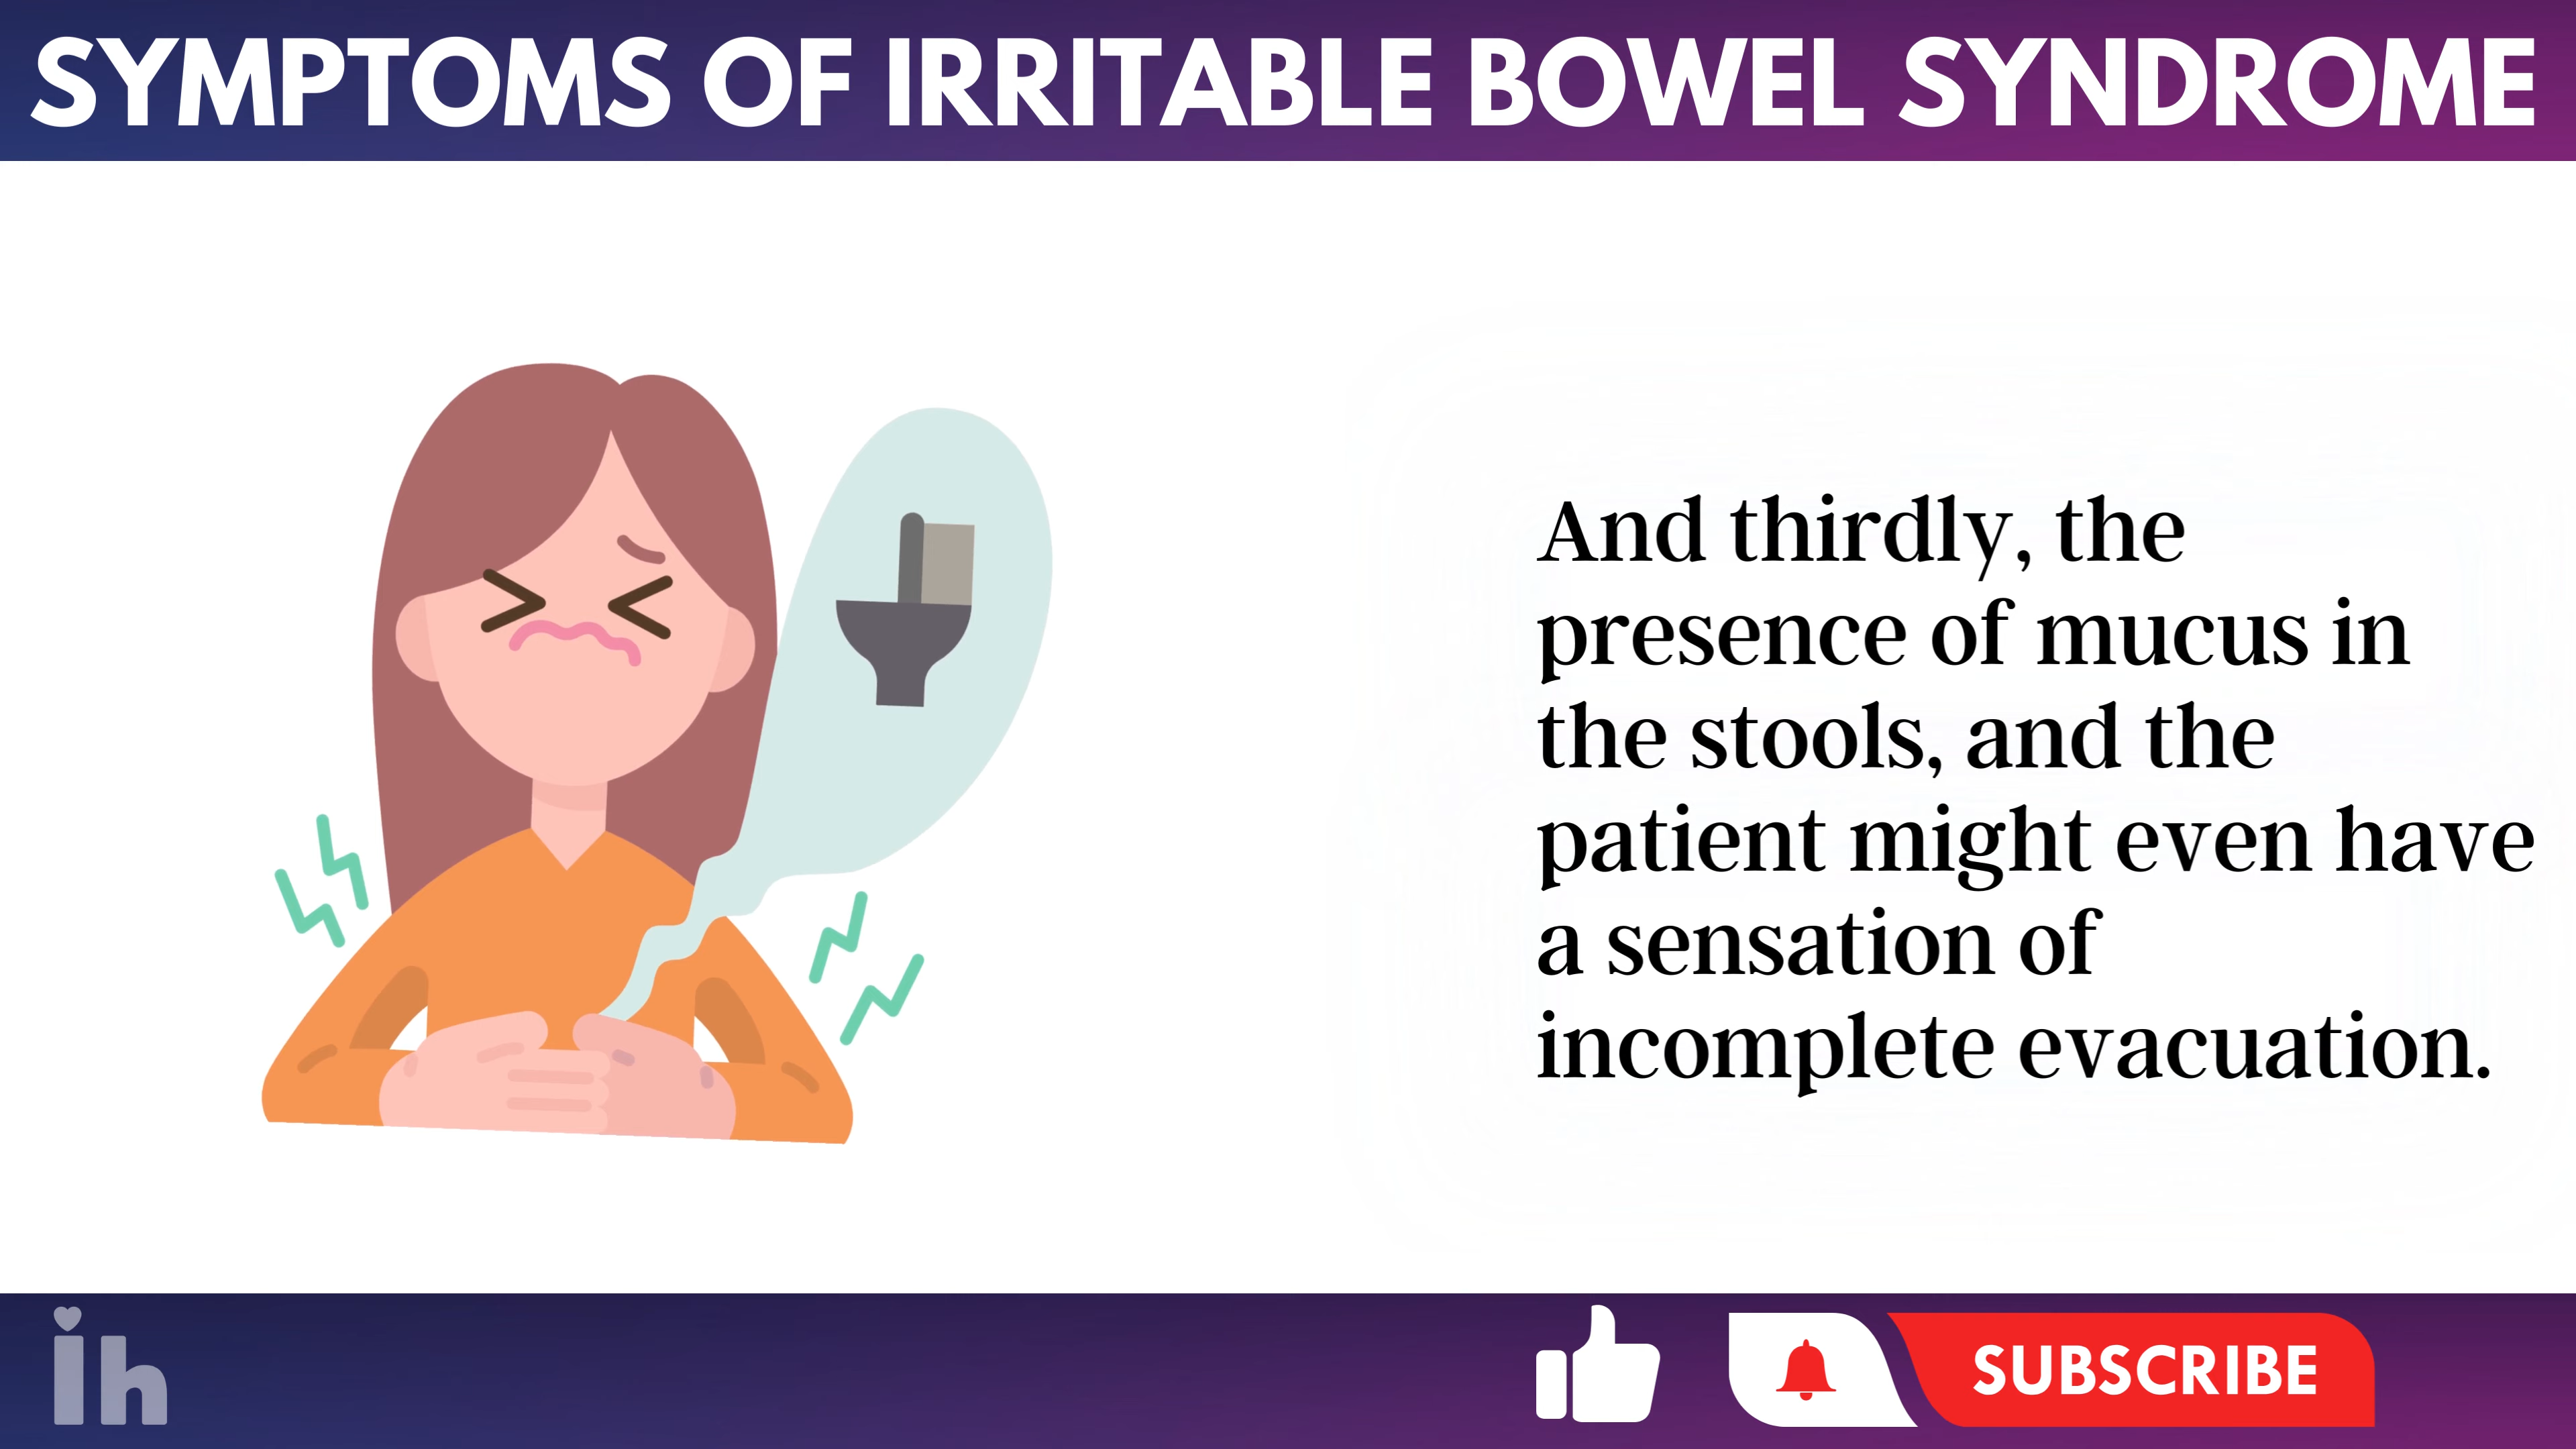 SYMPTOMS OF IRRITABLE BOWEL SYNDROME
And thirdly, the
presence of mucus in
the stools, and the
patient might even have
a sensation of
incomplete evacuation.
ih
SUBSCRIBE